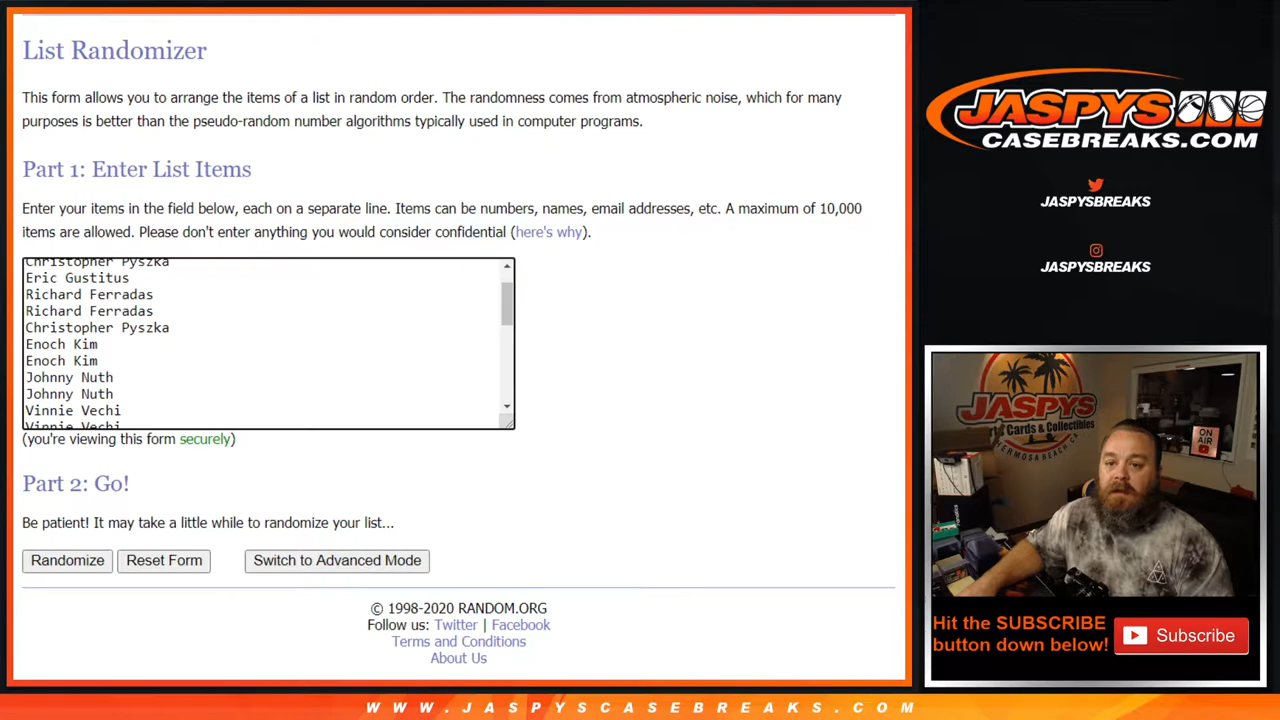 List Randomizer
This form allows you to arrange the items of a list in random order. The randomness comes from atmospheric noise, which for many
purposes is better than the pseudo-random number algorithms typically used in computer programs.
Part 1: Enter List Items
Enter your items in the field below, each on a separate line. Items can be numbers, names, email addresses, etc. A maximum of 10,000
items are allowed. Please don't enter anything you would consider confidential (here's why).
Christopher Pyszka
Eric Gustitus
Richard Ferradas
Richard Ferradas
Christopher Pyszka
Enoch Kim
Enoch Kim
Johnny Nuth
Johnny Nuth
Vinnie Vechi
Vinnie Vechi
(you're viewing this form securely)
Part 2: Go!
Be patient! It may take a little while to randomize your list...
Randomize Reset Form Switch to Advanced Mode
© 1998-2020 RANDOM.ORG
Follow us: Twitter | Facebook
Terms and Conditions
About Us
JASPYS
CASEBREAKS.COM
JASPYSBREAKS
JASPYSBREAKS
JASPYS
Cards & Collectibles
HERMOSA BEACH, CA
ON
AIR
Hit the SUBSCRIBE
button down below!
Subscribe
WWW.JASPYSCASEBREAKS.COM